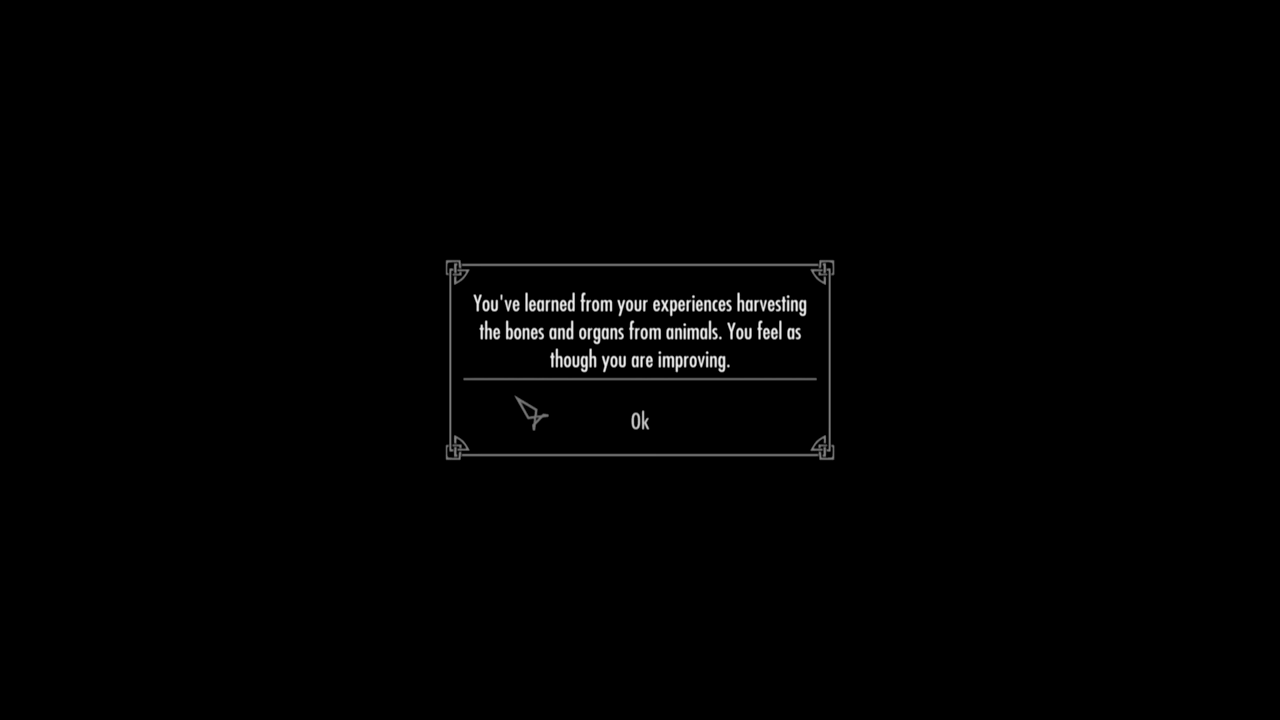 You've learned from your experiences harvesting
the bones and organs from animals. You feel as
though you are improving.
Ok